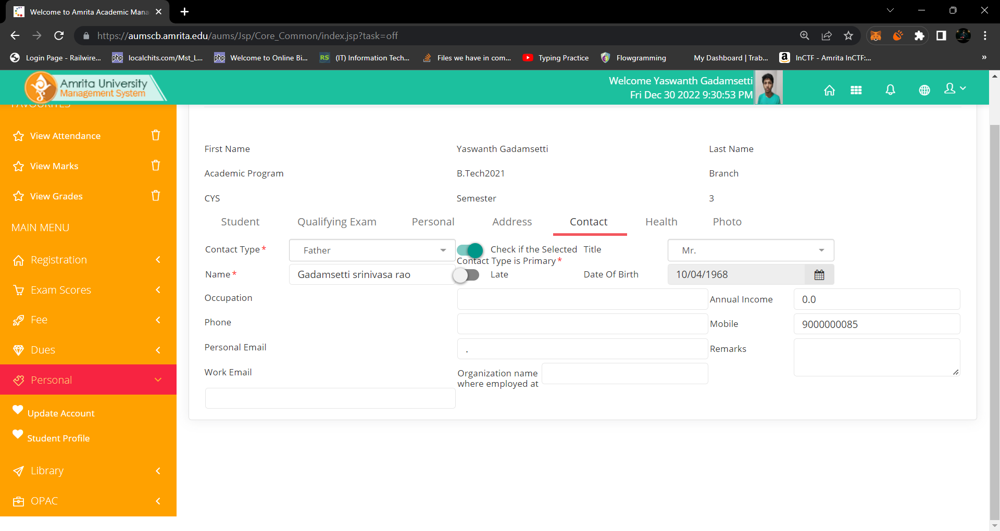 Welcome to Amrita Academic Mana
https://aumscb.amrita.edu/aums/Jsp/Core_Common/index.jsp?task=off
Login Page - Railwire...
localchits.com/Mst_L...
Welcome to Online Bi...
RS
(IT) Information Tech...
Files we have in com...
Typing Practice
Flowgramming
My Dashboard | Trab...
InCTF - Amrita InCTF:...
»
Amrita University
Management System
Welcome Yaswanth Gadamsetti
Fri Dec 30 2022 9:30:53 PM
FAVOURITES
View Attendance
View Marks
View Grades
MAIN MENU
Registration
Exam Scores
Fee
Dues
Personal
Update Account
Student Profile
Library
OPAC
First Name
Yaswanth Gadamsetti
Last Name
Academic Program
B.Tech2021
Branch
CYS
Semester
3
Student
Qualifying Exam
Personal
Address
Contact
Health
Photo
Contact Type*
Father
Check if the Selected
Contact Type is Primary*
Title
Mr.
Name*
Gadamsetti srinivasa rao
Late
Date Of Birth
10/04/1968
Occupation
Annual Income
0.0
Phone
Mobile
9000000085
Personal Email
.
Remarks
Work Email
Organization name
where employed at